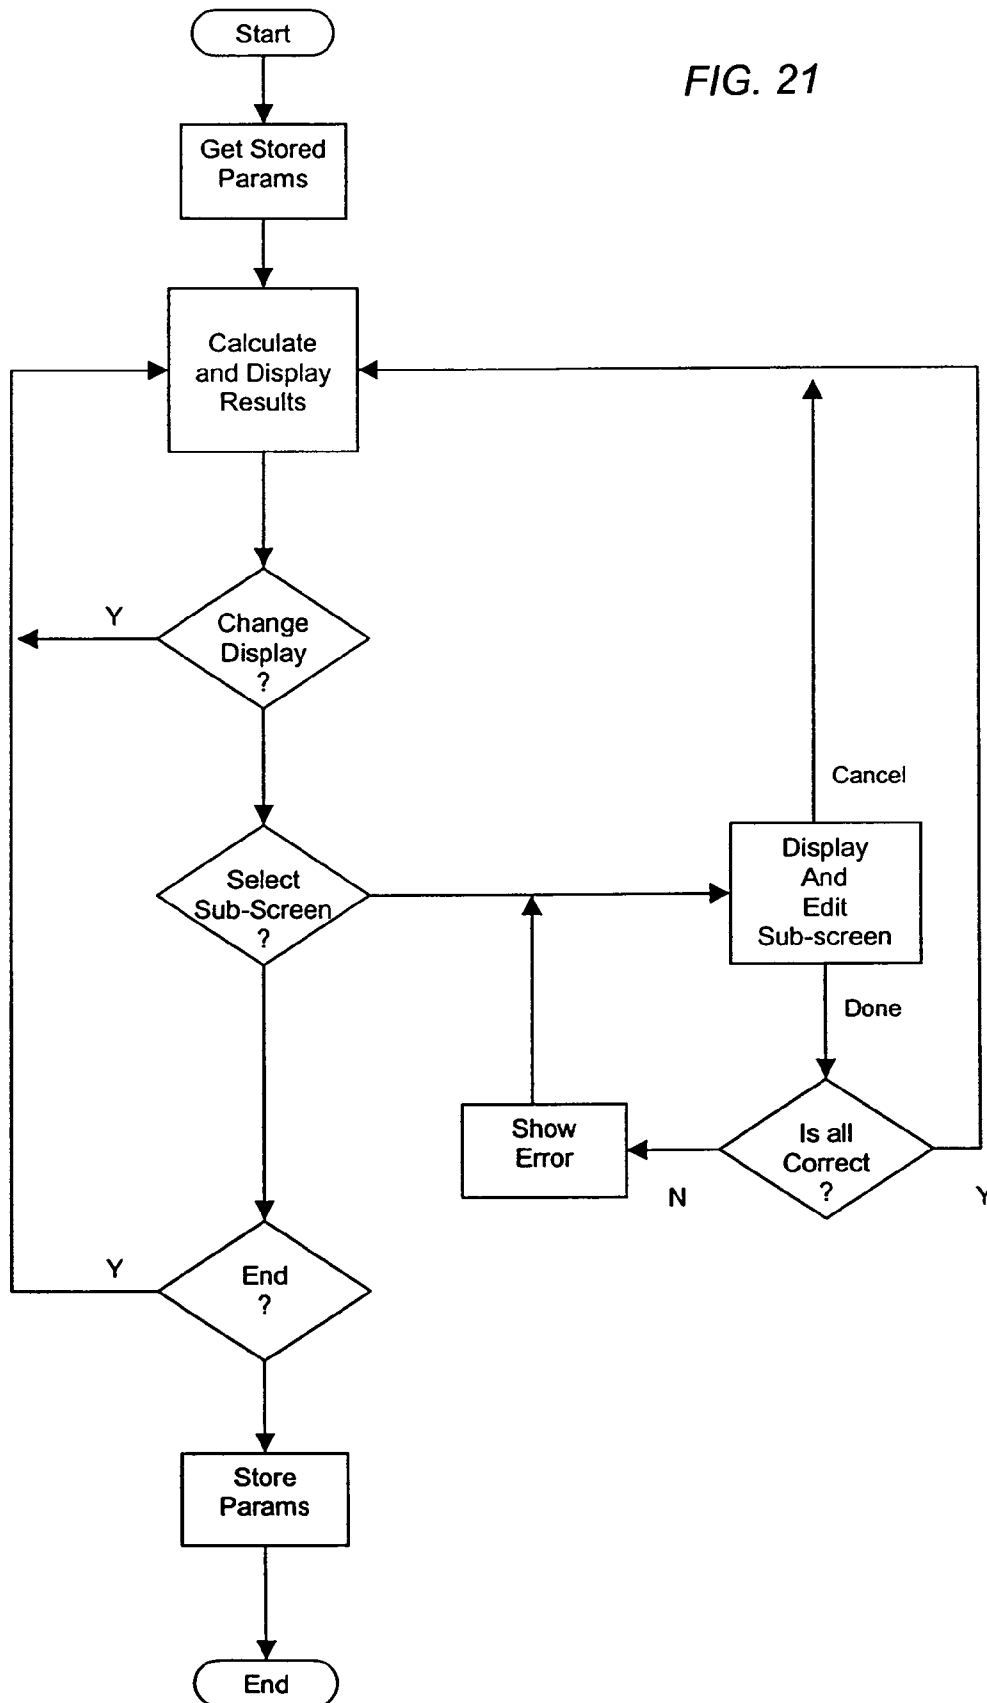 Start
FIG. 21
Get Stored
Params
Calculate
and Display
Results
Y
Change
Display
?
Cancel
Select
Sub-Screen
?
Display
And
Edit
Sub-screen
Done
Show
Error
Is all
Correct
?
N
Y
Y
End
?
Store
Params
End